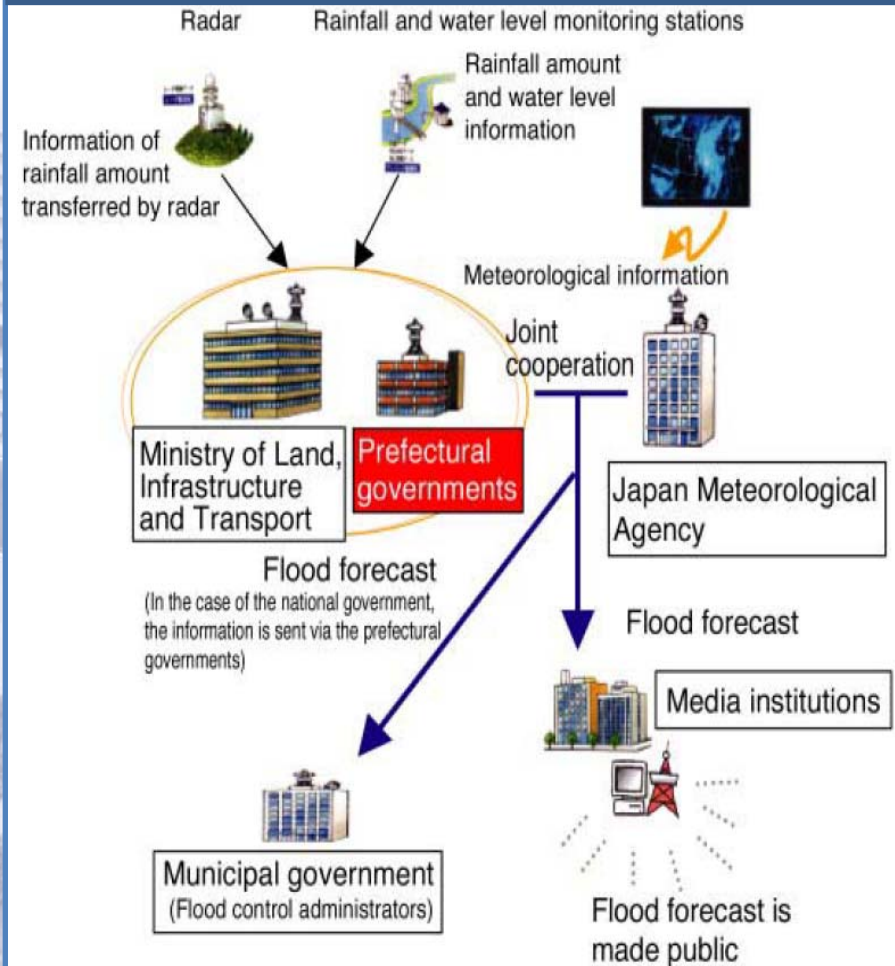 Radar
Rainfall and water level monitoring stations
Rainfall amount
and water level
information
Information of
rainfall amount
transferred by radar
Meteorological information
Joint
cooperation
Ministry of Land,
Infrastructure
and Transport
Prefectural
governments
Japan Meteorological
Agency
Flood forecast
(In the case of the national government,
the information is sent via the prefectural
governments)
Flood forecast
Media institutions
Municipal government
(Flood control administrators)
Flood forecast is
made public